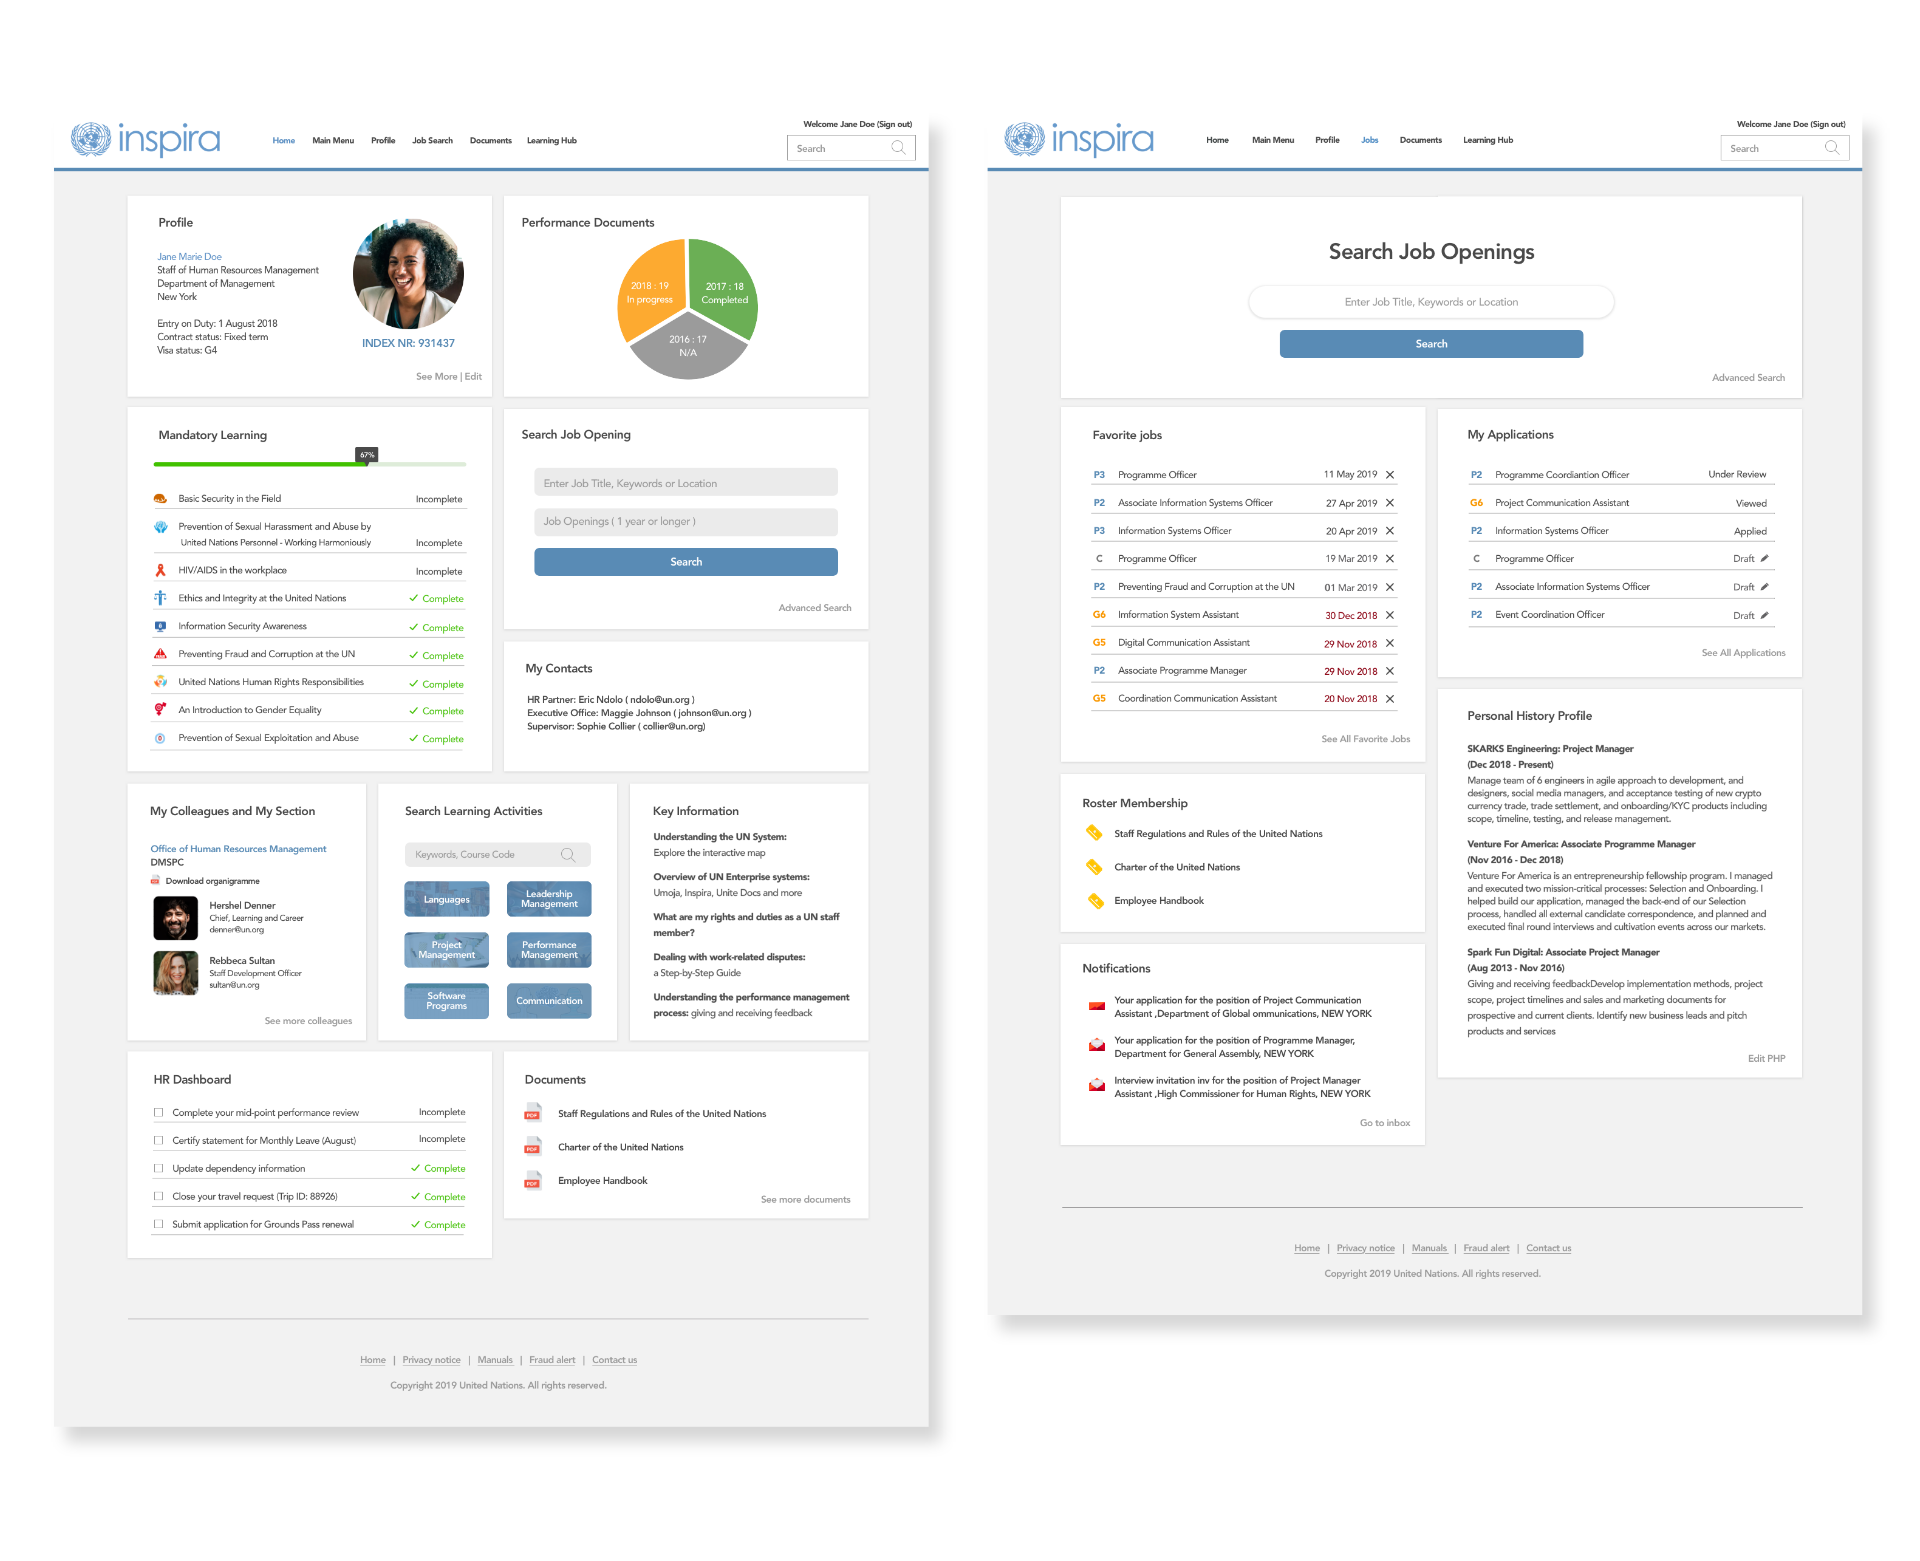 inspira
Home
Main Menu
Profile
Job Search
Documents
Learning Hub
Welcome Jane Doe (Sign out)
Search
Profile
Jane Marie Doe
Staff of Human Resources Management
Department of Management
New York
Entry on Duty: 1 August 2018
Contract status: Fixed term
Visa status: G4
INDEX NR: 931437
See More | Edit
Performance Documents
2018 : 19
In progress
2017 : 18
Completed
2016 : 17
N/A
Mandatory Learning
67%
Basic Security in the Field Incomplete
Prevention of Sexual Harassment and Abuse by
United Nations Personnel - Working Harmoniously Incomplete
HIV/AIDS in the workplace Incomplete
Ethics and Integrity at the United Nations Complete
Information Security Awareness Complete
Preventing Fraud and Corruption at the UN Complete
United Nations Human Rights Responsibilities Complete
An Introduction to Gender Equality Complete
Prevention of Sexual Exploitation and Abuse Complete
Search Job Opening
Enter Job Title, Keywords or Location
Job Openings ( 1 year or longer )
Search
Advanced Search
My Contacts
HR Partner: Eric Ndolo ( ndolo@un.org )
Executive Office: Maggie Johnson ( johnson@un.org )
Supervisor: Sophie Collier ( collier@un.org)
My Colleagues and My Section
Office of Human Resources Management
DMSPC
Download organigramme
Hershel Denner
Chief, Learning and Career
denner@un.org
Rebbeca Sultan
Staff Development Officer
sultan@un.org
See more colleagues
Search Learning Activities
Keywords, Course Code
Languages
Leadership
Management
Project
Management
Performance
Management
Software
Programs
Communication
Key Information
Understanding the UN System:
Explore the interactive map
Overview of UN Enterprise systems:
Umoja, Inspira, Unite Docs and more
What are my rights and duties as a UN staff
member?
Dealing with work-related disputes:
a Step-by-Step Guide
Understanding the performance management
process: giving and receiving feedback
HR Dashboard
Complete your mid-point performance review Incomplete
Certify statement for Monthly Leave (August) Incomplete
Update dependency information Complete
Close your travel request (Trip ID: 88926) Complete
Submit application for Grounds Pass renewal Complete
Documents
PDF Staff Regulations and Rules of the United Nations
PDF Charter of the United Nations
PDF Employee Handbook
See more documents
Home | Privacy notice | Manuals | Fraud alert | Contact us
Copyright 2019 United Nations. All rights reserved.
inspira
Home
Main Menu
Profile
Jobs
Documents
Learning Hub
Welcome Jane Doe (Sign out)
Search
Search Job Openings
Enter Job Title, Keywords or Location
Search
Advanced Search
Favorite jobs
P3 Programme Officer 11 May 2019
P2 Associate Information Systems Officer 27 Apr 2019
P3 Information Systems Officer 20 Apr 2019
C Programme Officer 19 Mar 2019
P2 Preventing Fraud and Corruption at the UN 01 Mar 2019
G6 Imformation System Assistant 30 Dec 2018
G5 Digital Communication Assistant 29 Nov 2018
P2 Associate Programme Manager 29 Nov 2018
G5 Coordination Communication Assistant 20 Nov 2018
See All Favorite Jobs
My Applications
P2 Programme Coordiantion Officer Under Review
G6 Project Communication Assistant Viewed
P2 Information Systems Officer Applied
C Programme Officer Draft
P2 Associate Information Systems Officer Draft
P2 Event Coordination Officer Draft
See All Applications
Roster Membership
Staff Regulations and Rules of the United Nations
Charter of the United Nations
Employee Handbook
Notifications
Your application for the position of Project Communication
Assistant ,Department of Global ommunications, NEW YORK
Your application for the position of Programme Manager,
Department for General Assembly, NEW YORK
Interview invitation inv for the position of Project Manager
Assistant ,High Commissioner for Human Rights, NEW YORK
Go to inbox
Personal History Profile
SKARKS Engineering: Project Manager
(Dec 2018 - Present)
Manage team of 6 engineers in agile approach to development, and
designers, social media managers, and acceptance testing of new crypto
currency trade, trade settlement, and onboarding/KYC products including
scope, timeline, testing, and release management.
Venture For America: Associate Programme Manager
(Nov 2016 - Dec 2018)
Venture For America is an entrepreneurship fellowship program. I managed
and executed two mission-critical processes: Selection and Onboarding. I
helped build our application, managed the back-end of our Selection
process, handled all external candidate correspondence, and planned and
executed final round interviews and cultivation events across our markets.
Spark Fun Digital: Associate Project Manager
(Aug 2013 - Nov 2016)
Giving and receiving feedbackDevelop implementation methods, project
scope, project timelines and sales and marketing documents for
prospective and current clients. Identify new business leads and pitch
products and services
Edit PHP
Home | Privacy notice | Manuals | Fraud alert | Contact us
Copyright 2019 United Nations. All rights reserved.